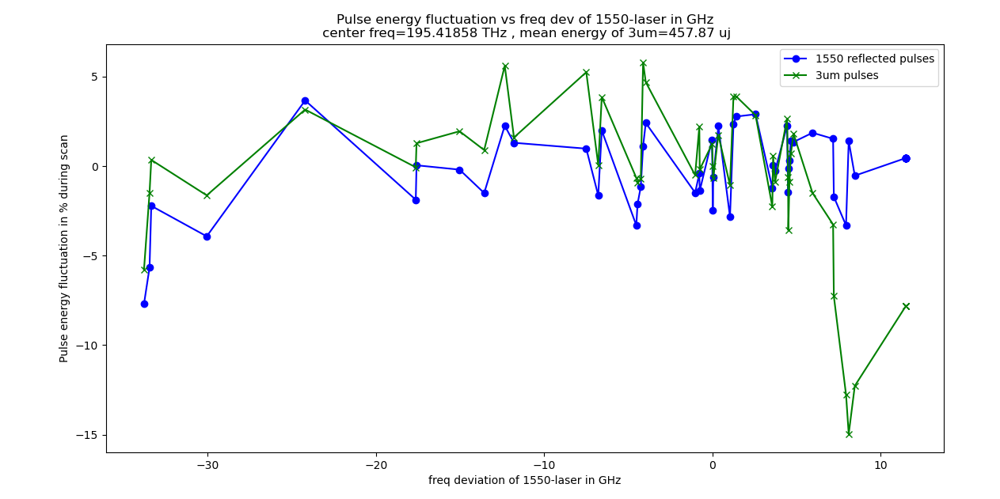 Pulse energy fluctuation vs freq dev of 1550-laser in GHz
center freq=195.41858 THz , mean energy of 3um=457.87 uj
1550 reflected pulses
3um pulses
Pulse energy fluctuation in % during scan
5
0
−5
−10
−15
−30
−20
−10
0
10
freq deviation of 1550-laser in GHz